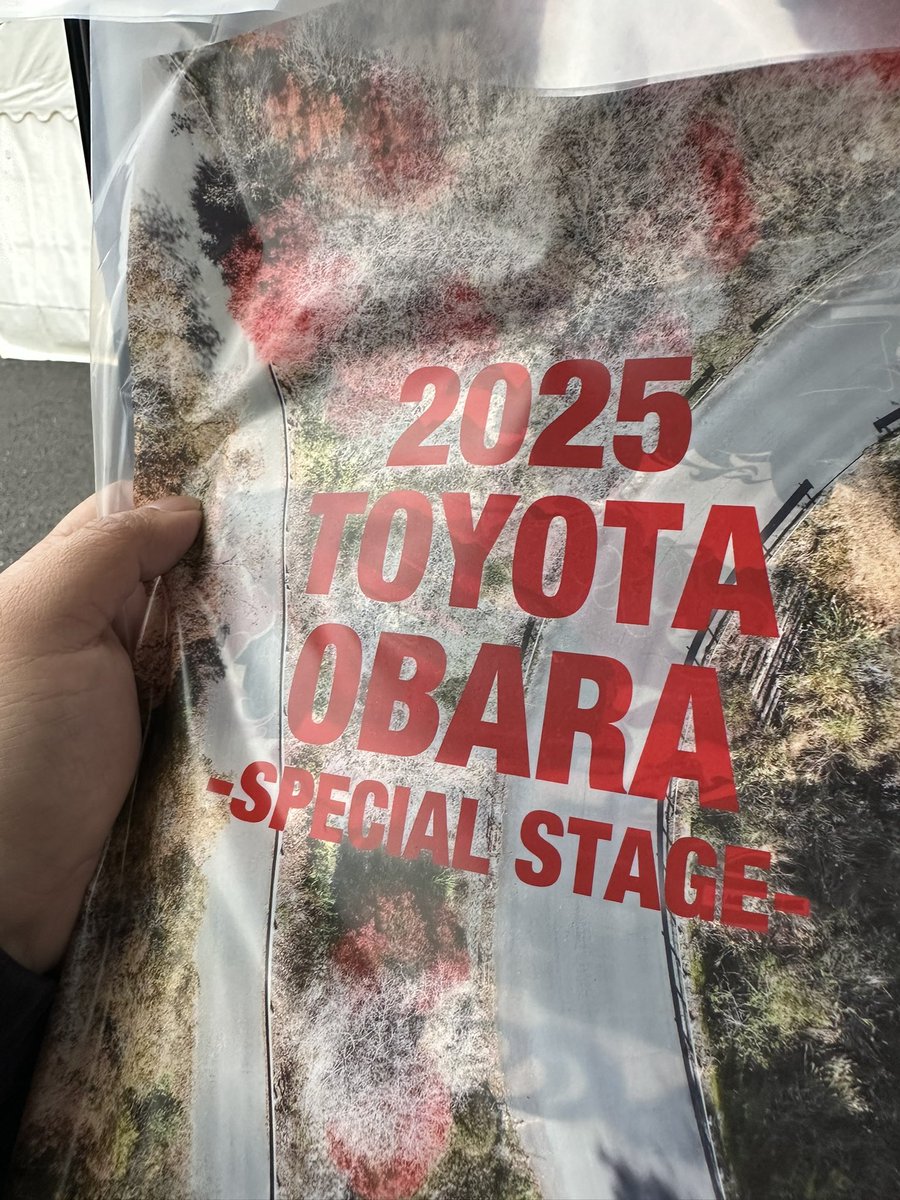 2025
TOYOTA
OBARA
-SPECIAL STAGE-